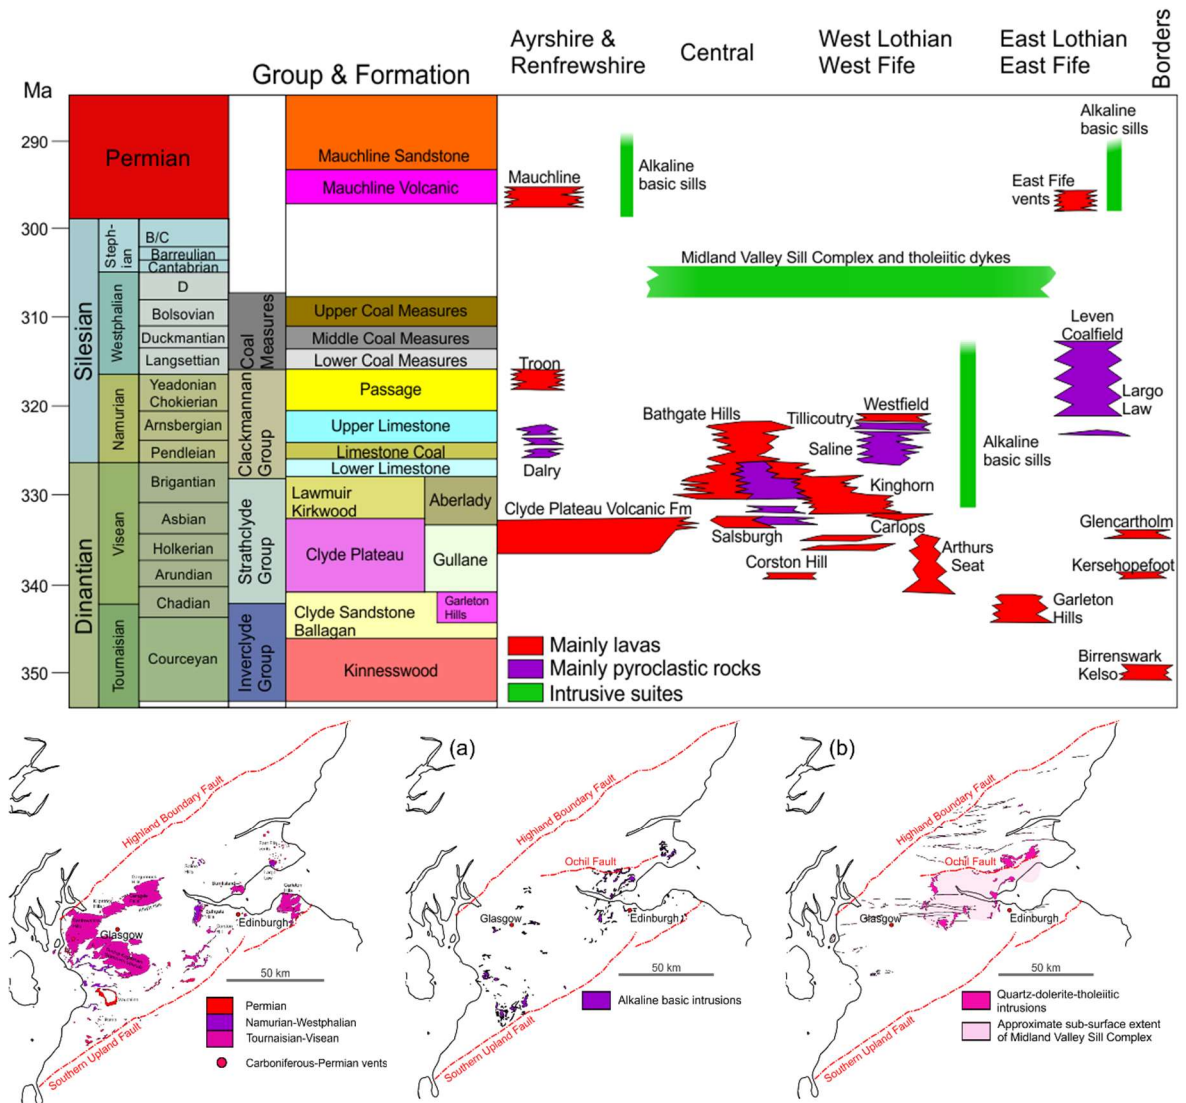 Ayrshire &
Renfrewshire
Central
West Lothian
West Fife
East Lothian
East Fife
Borders
Group & Formation
Ma
290
300
310
320
330
340
350
Permian
Silesian
Dinantian
Steph-
ian
Westphalian
Namurian
Visean
Tournaisian
B/C
Barreulian
Cantabrian
D
Bolsovian
Duckmantian
Langsettian
Yeadonian
Chokierian
Arnsbergian
Pendleian
Brigantian
Asbian
Holkerian
Arundian
Chadian
Courceyan
Coal
Measures
Clackmannan
Group
Strathclyde
Group
Inverclyde
Group
Mauchline Sandstone
Mauchline Volcanic
Upper Coal Measures
Middle Coal Measures
Lower Coal Measures
Passage
Upper Limestone
Limestone Coal
Lower Limestone
Lawmuir
Kirkwood
Aberlady
Clyde Plateau
Gullane
Clyde Sandstone
Ballagan
Garleton
Hills
Kinnesswood
Mauchline
Alkaline
basic sills
East Fife
vents
Alkaline
basic sills
Midland Valley Sill Complex and tholeiitic dykes
Leven
Coalfield
Largo
Law
Troon
Dalry
Bathgate Hills
Tillicoutry
Westfield
Saline
Alkaline
basic sills
Kinghorn
Clyde Plateau Volcanic Fm
Salsburgh
Carlops
Corston Hill
Arthurs
Seat
Glencartholm
Kersehopefoot
Garleton
Hills
Birrenswark
Kelso
Mainly lavas
Mainly pyroclastic rocks
Intrusive suites
Highland Boundary Fault
Glasgow
Edinburgh
50 km
Permian
Namurian-Westphalian
Tournaisian-Visean
Carboniferous-Permian vents
Southern Upland Fault
(a)
Highland Boundary Fault
Ochil Fault
Glasgow
Edinburgh
50 km
Alkaline basic intrusions
Southern Upland Fault
(b)
Highland Boundary Fault
Ochil Fault
Glasgow
Edinburgh
50 km
Quartz-dolerite-tholeiitic
intrusions
Approximate sub-surface extent
of Midland Valley Sill Complex
Southern Upland Fault